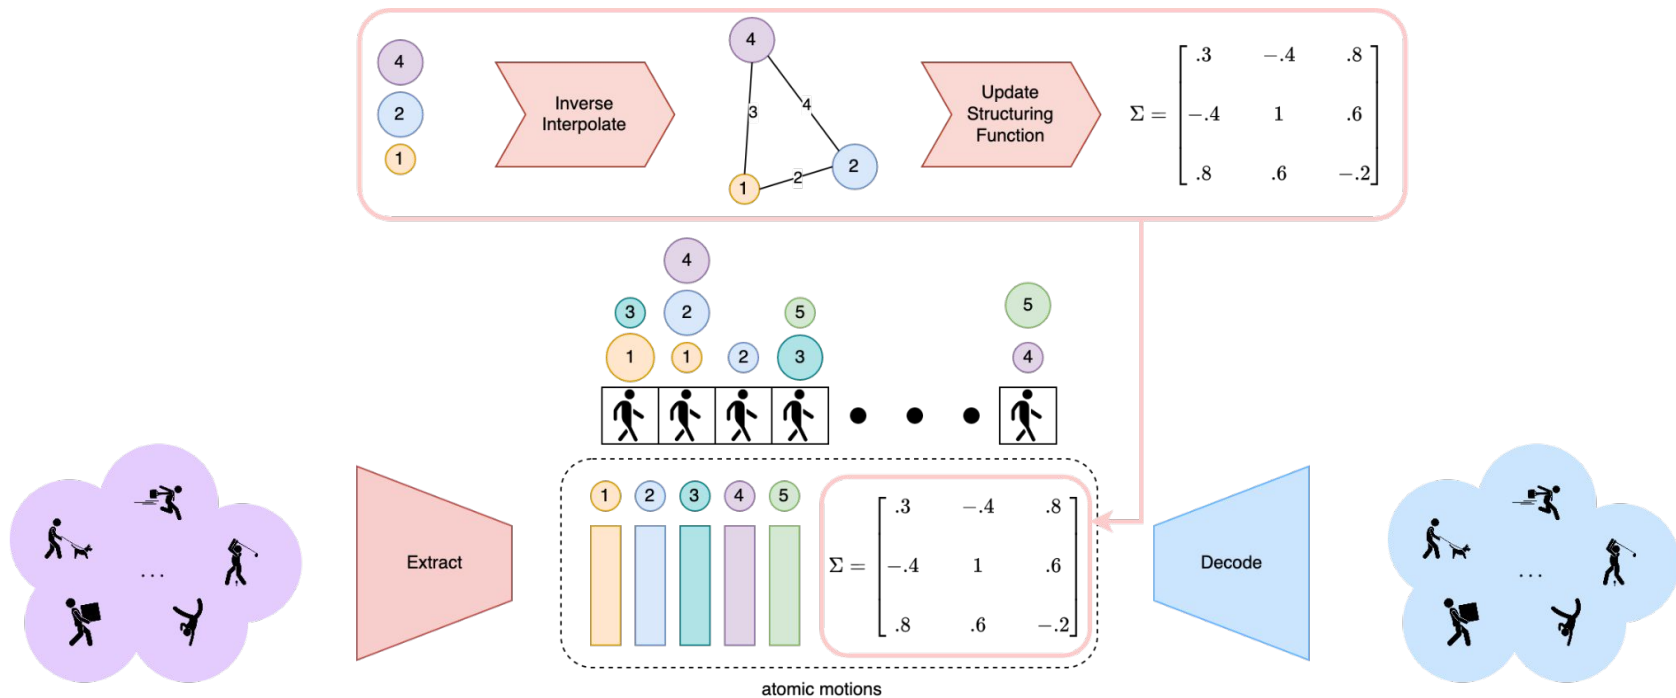 4
2
1
Inverse
Interpolate
4
3
4
1
2
2
Update
Structuring
Function
Σ =
.3 −.4 .8
−.4 1 .6
.8 .6 −.2
4
3 2 5 5
1 1 2 3 4
Extract
1 2 3 4 5
Σ =
.3 −.4 .8
−.4 1 .6
.8 .6 −.2
Decode
...
...
atomic motions